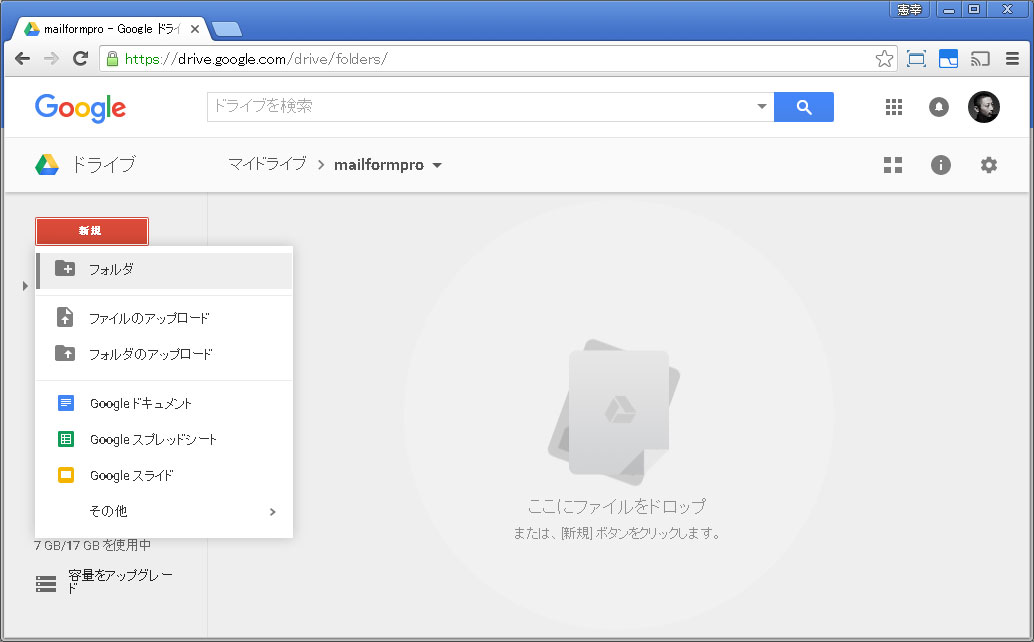 憲幸
mailformpro - Google ドライ
https://drive.google.com/drive/folders/
Google
ドライブを検索
ドライブ
マイドライブ > mailformpro
新規
フォルダ
ファイルのアップロード
フォルダのアップロード
Google ドキュメント
Google スプレッドシート
Google スライド
その他
7 GB/17 GB を使用中
容量をアップグレー
ド
ここにファイルをドロップ
または、[新規] ボタンをクリックします。